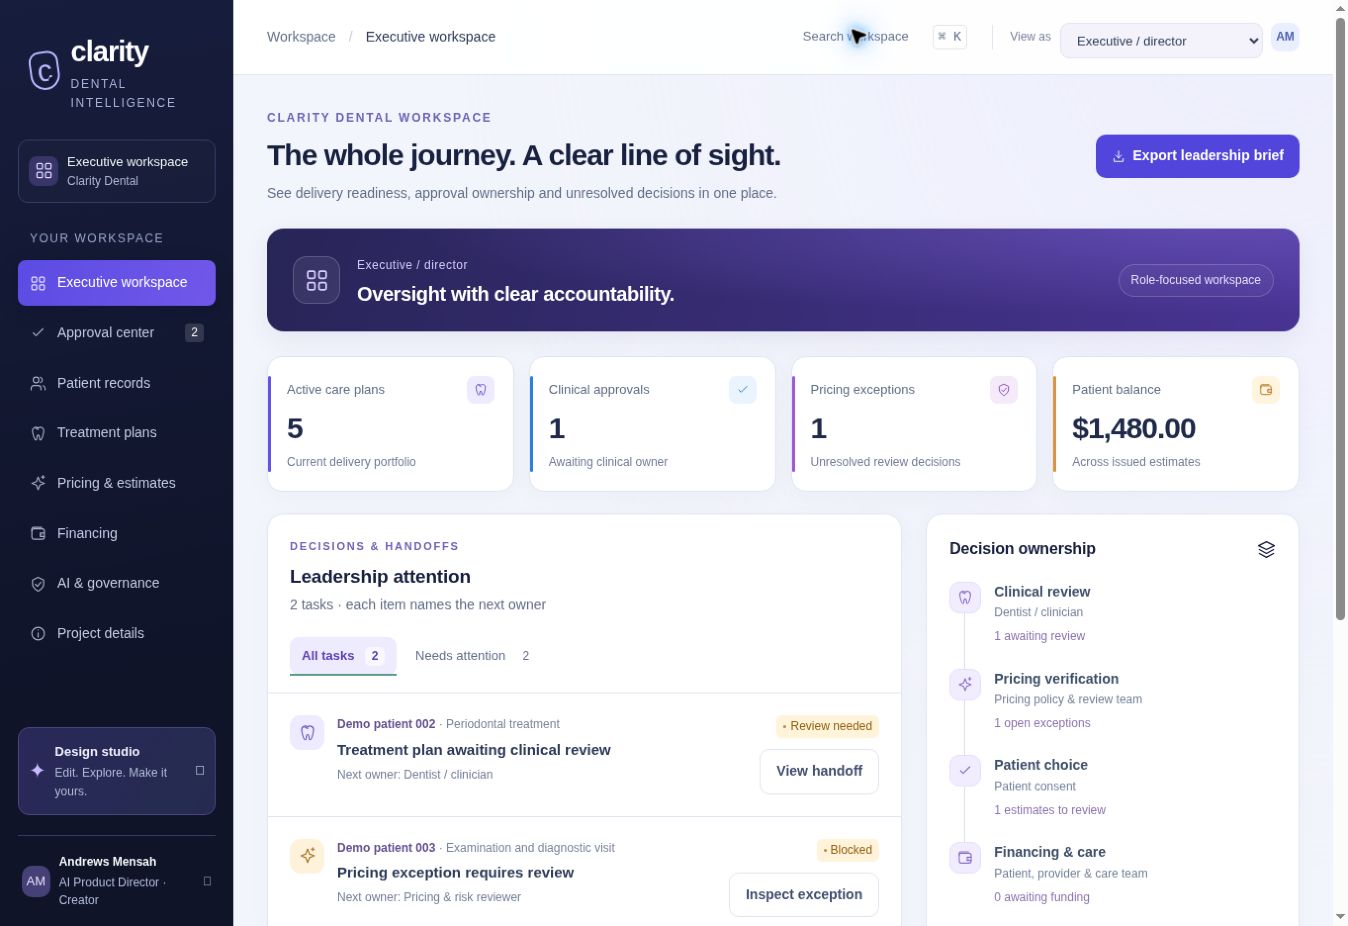 clarity
DENTAL
INTELLIGENCE
Executive workspace
Clarity Dental
YOUR WORKSPACE
Executive workspace
Approval center 2
Patient records
Treatment plans
Pricing & estimates
Financing
AI & governance
Project details
Design studio
Edit. Explore. Make it
yours.
AM
Andrews Mensah
AI Product Director ·
Creator
Workspace / Executive workspace
Search workspace
⌘ K
View as
Executive / director
AM
CLARITY DENTAL WORKSPACE
The whole journey. A clear line of sight.
See delivery readiness, approval ownership and unresolved decisions in one place.
Export leadership brief
Executive / director
Oversight with clear accountability.
Role-focused workspace
Active care plans
5
Current delivery portfolio
Clinical approvals
1
Awaiting clinical owner
Pricing exceptions
1
Unresolved review decisions
Patient balance
$1,480.00
Across issued estimates
DECISIONS & HANDOFFS
Leadership attention
2 tasks · each item names the next owner
All tasks 2
Needs attention 2
Demo patient 002 · Periodontal treatment
Treatment plan awaiting clinical review
Next owner: Dentist / clinician
• Review needed
View handoff
Demo patient 003 · Examination and diagnostic visit
Pricing exception requires review
Next owner: Pricing & risk reviewer
• Blocked
Inspect exception
Decision ownership
Clinical review
Dentist / clinician
1 awaiting review
Pricing verification
Pricing policy & review team
1 open exceptions
Patient choice
Patient consent
1 estimates to review
Financing & care
Patient, provider & care team
0 awaiting funding